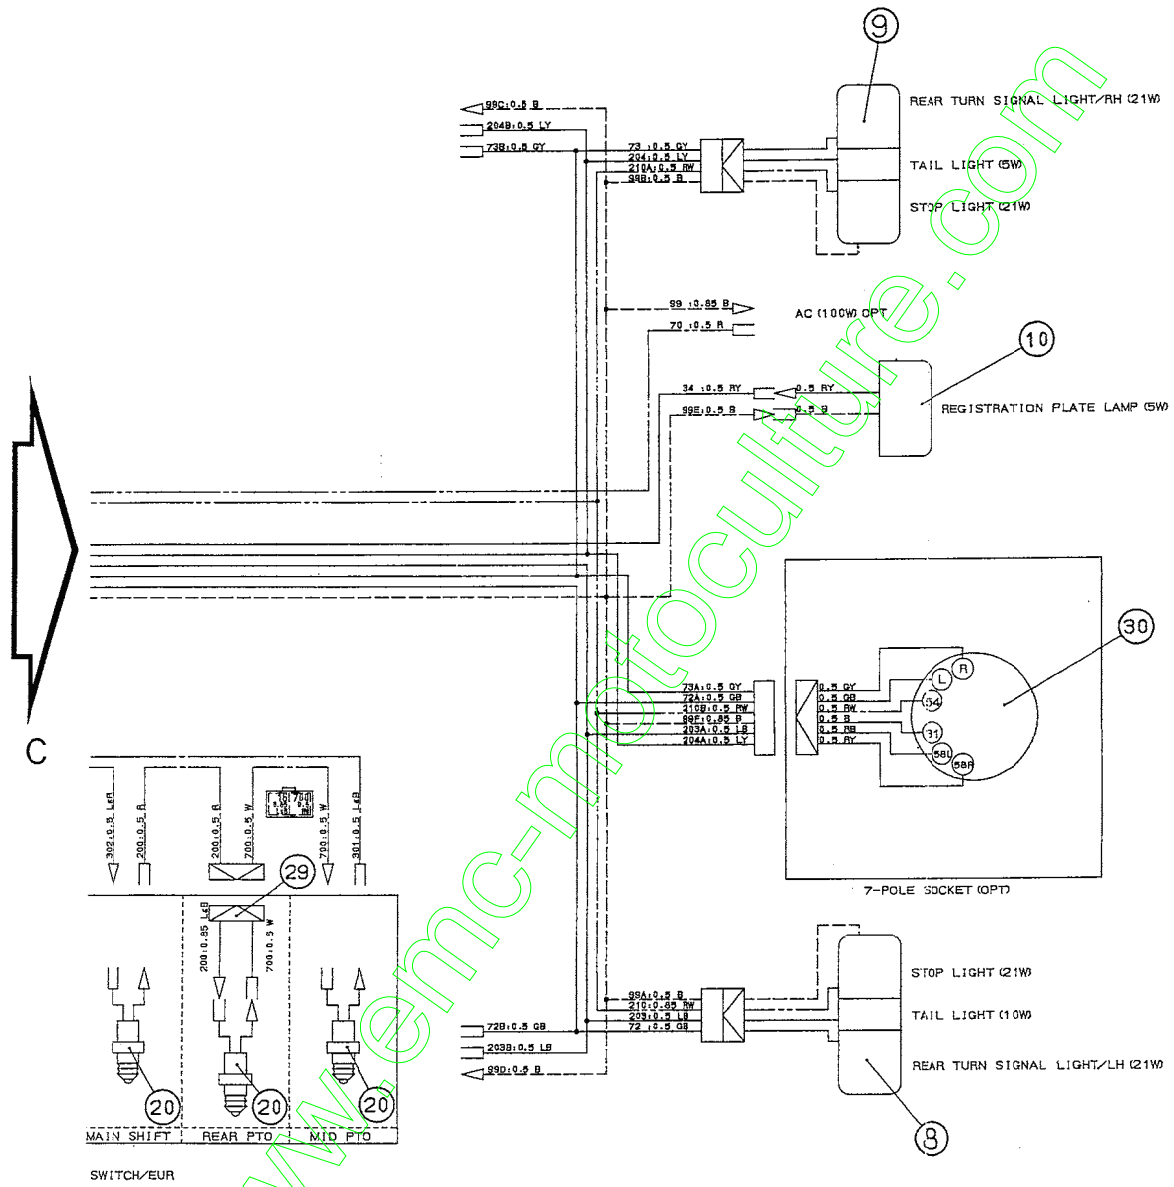 9
REAR TURN SIGNAL LIGHT/RH (21W)
TAIL LIGHT (5W)
STOP LIGHT (21W)
98C:0.5 B
204B:0.5 LY
73B:0.5 GY
73 :0.5 GY
204:0.5 LY
210A:0.5 RW
99B:0.5 B
99 :0.85 B
70 :0.5 R
AC (100W) OPT
10
34 :0.5 RY
0.5 RY
99E:0.5 B
0.5 B
REGISTRATION PLATE LAMP (5W)
C
30
73A:0.5 GY
72A:0.5 GB
210B:0.5 RW
99F:0.85 B
203A:0.5 LB
204A:0.5 LY
0.5 GY
0.5 GB
0.5 RW
0.5 B
0.5 RB
0.5 RY
R
L
54
31
58L
58R
7-POLE SOCKET (OPT)
302:0.5 LgR
200:0.5 R
200:0.5 R
700:0.5 W
700:0.5 W
301:0.5 LgB
29
200:0.85 LgB
700:0.5 W
20
20
20
MAIN SHIFT
REAR PTO
MID PTO
SWITCH/EUR
72B:0.5 GB
203B:0.5 LB
99D:0.5 B
99A:0.5 B
210:0.85 RW
203:0.5 LB
72 :0.5 GB
STOP LIGHT (21W)
TAIL LIGHT (10W)
REAR TURN SIGNAL LIGHT/LH (21W)
8
www.emc-motoculture.com